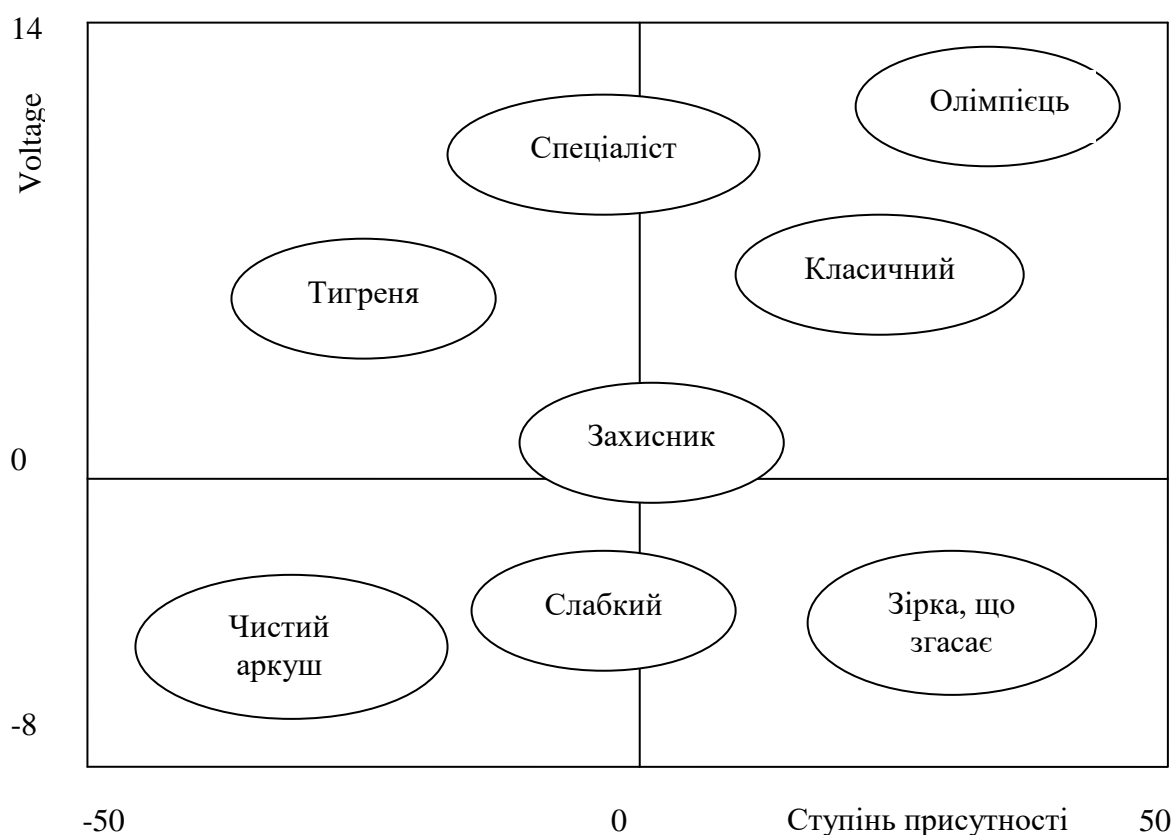 14
Voltage
Олімпієць
Спеціаліст
Класичний
Тигреня
Захисник
0
Слабкий
Зірка, що
згасає
Чистий
аркуш
-8
-50
0
Ступінь присутності
50